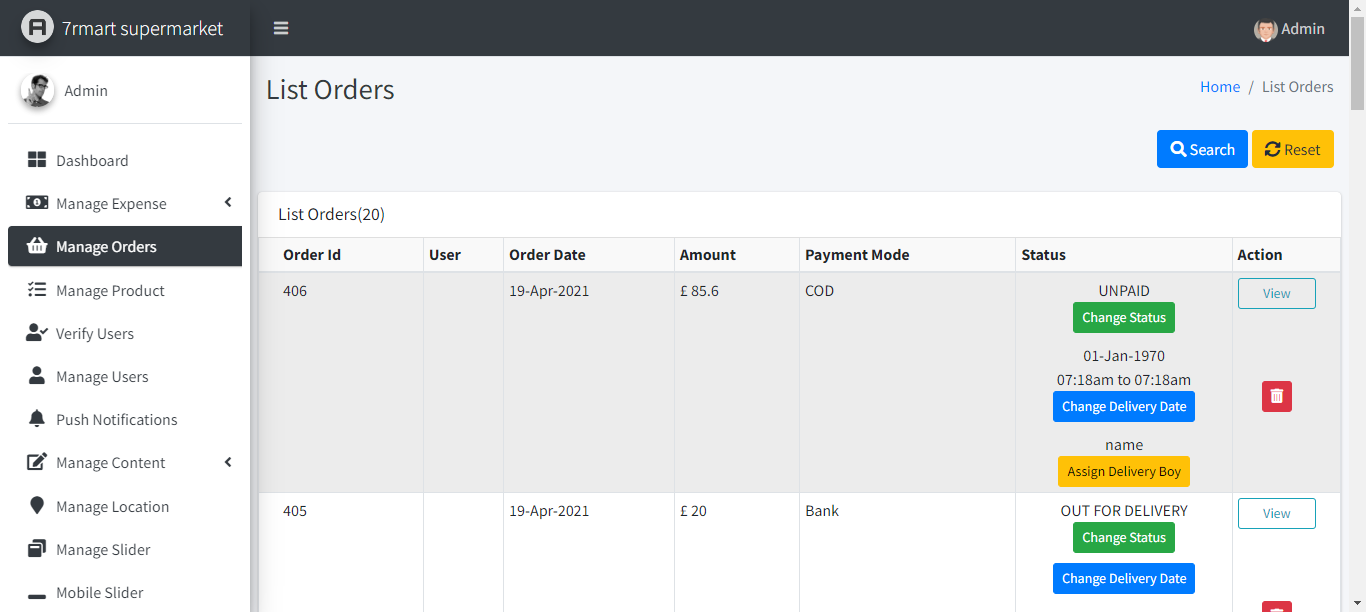 7rmart supermarket
Admin
Admin
List Orders
Home / List Orders
Search
Reset
Dashboard
Manage Expense
Manage Orders
Manage Product
Verify Users
Manage Users
Push Notifications
Manage Content
Manage Location
Manage Slider
Mobile Slider
List Orders(20)
Order Id User Order Date Amount Payment Mode Status Action
406 19-Apr-2021 £ 85.6 COD UNPAID View
Change Status
01-Jan-1970
07:18am to 07:18am
Change Delivery Date
name
Assign Delivery Boy
405 19-Apr-2021 £ 20 Bank OUT FOR DELIVERY View
Change Status
Change Delivery Date